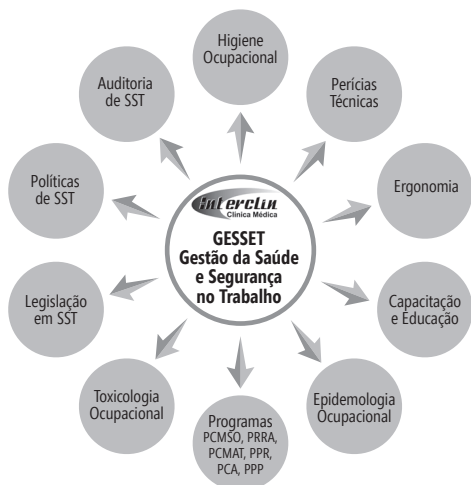 Higiene
Ocupacional
Perícias
Técnicas
Ergonomia
Capacitação
e Educação
Epidemologia
Ocupacional
Programas
PCMSO, PRRA,
PCMAT, PPR,
PCA, PPP
Toxicologia
Ocupacional
Legislação
em SST
Políticas
de SST
Auditoria
de SST
Interclin
Clínica Médica
GESSET
Gestão da Saúde
e Segurança
no Trabalho